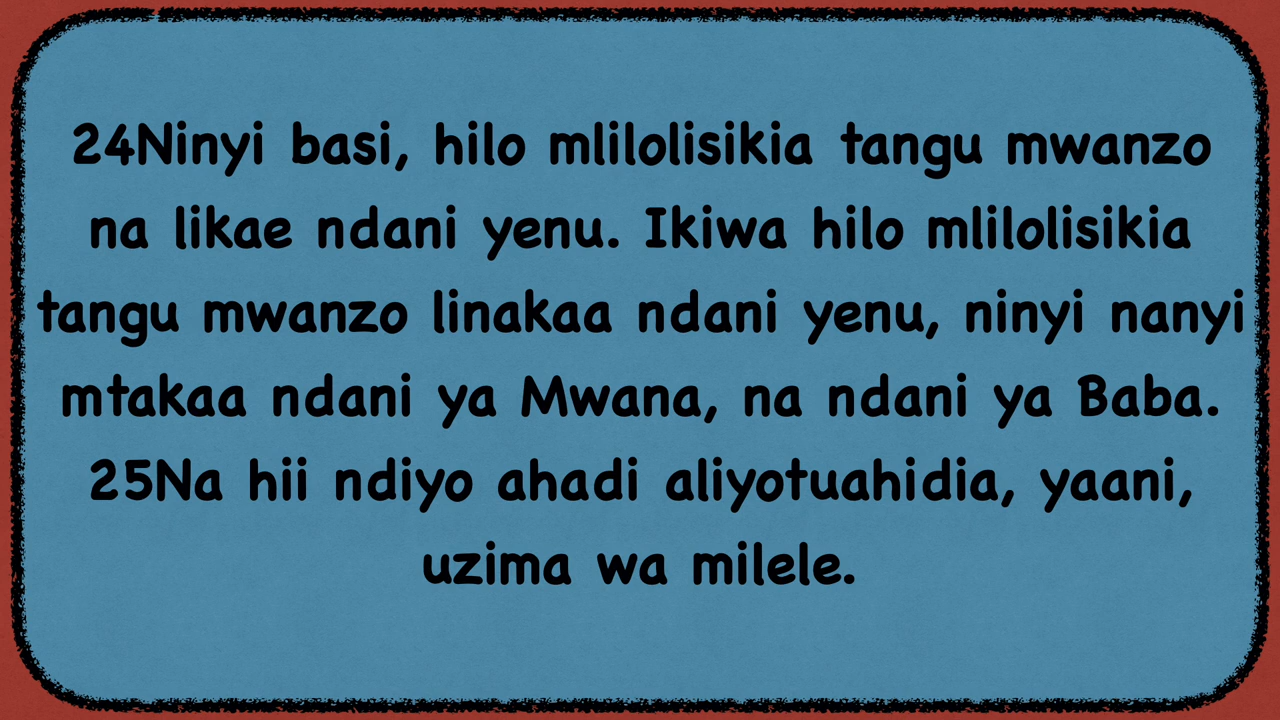 24Ninyi basi, hilo mlilolisikia tangu mwanzo
na likae ndani yenu. Ikiwa hilo mlilolisikia
tangu mwanzo linakaa ndani yenu, ninyi nanyi
mtakaa ndani ya Mwana, na ndani ya Baba.
25Na hii ndiyo ahadi aliyotuahidia, yaani,
uzima wa milele.